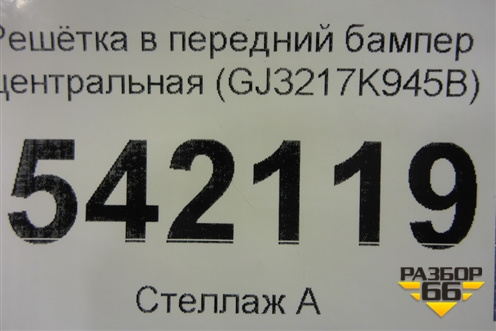 Решётка в передний бампер
центральная (GJ3217K945B)
542119
Стеллаж А
РАЗБОР
66